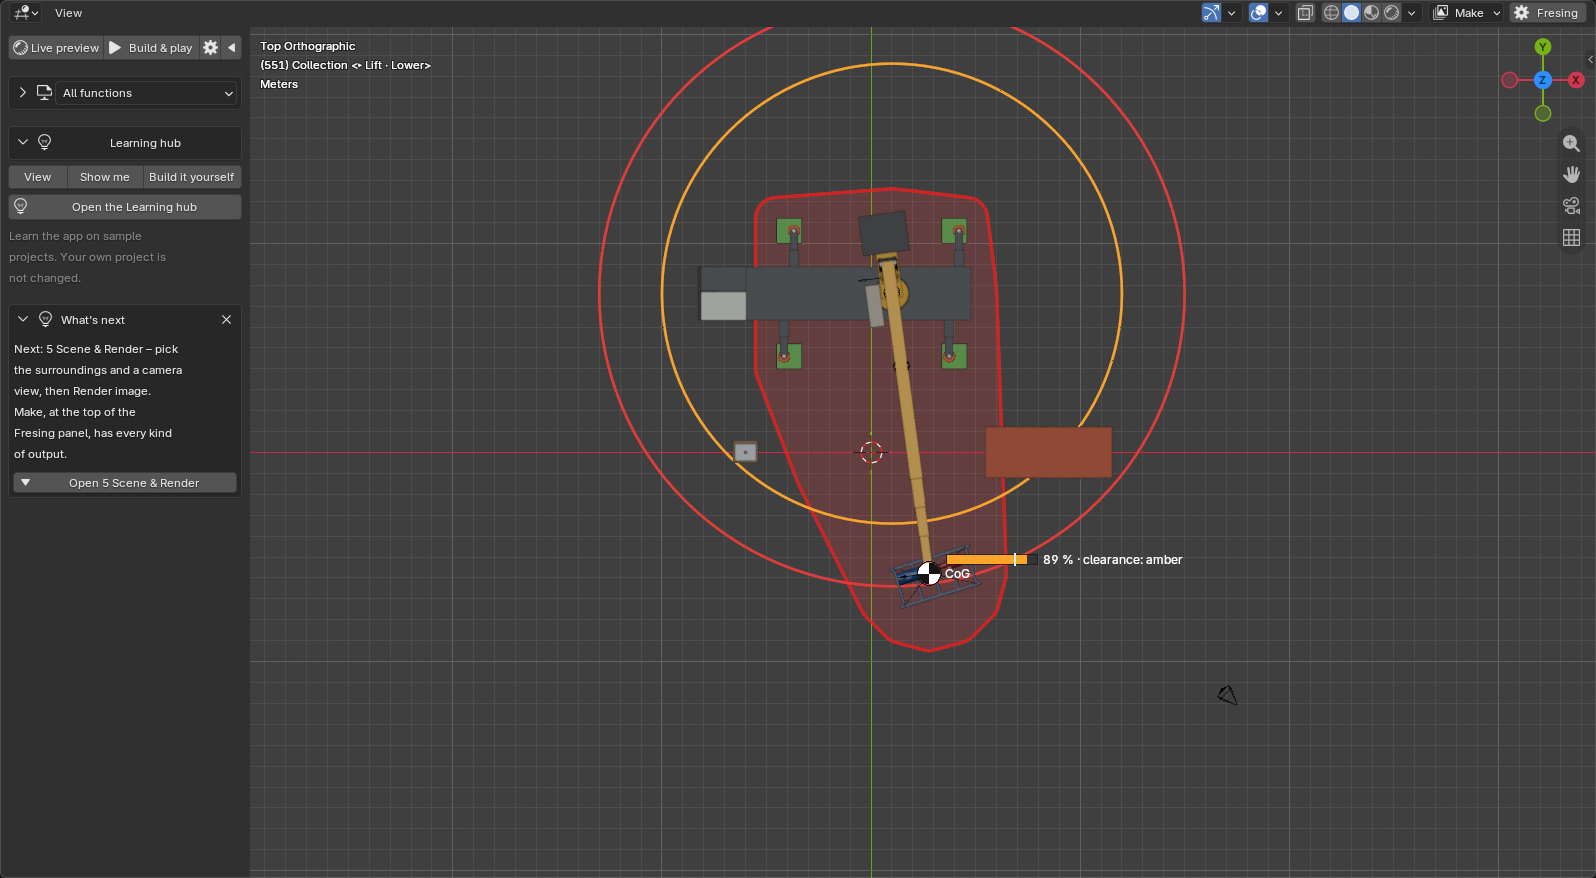 View
Make
Fresing
Live preview
Build & play
All functions
Learning hub
View
Show me
Build it yourself
Open the Learning hub
Learn the app on sample
projects. Your own project is
not changed.
What's next
Next: 5 Scene & Render – pick
the surroundings and a camera
view, then Render image.
Make, at the top of the
Fresing panel, has every kind
of output.
Open 5 Scene & Render
Top Orthographic
(551) Collection <• Lift · Lower>
Meters
Y
Z
X
89 % · clearance: amber
CoG